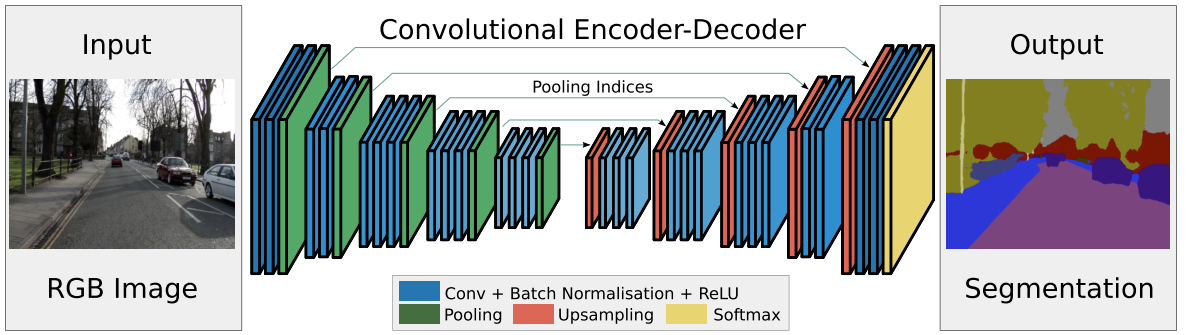 Convolutional Encoder-Decoder
Input
Output
Pooling Indices
RGB Image
Segmentation
Conv + Batch Normalisation + ReLU
Pooling
Upsampling
Softmax